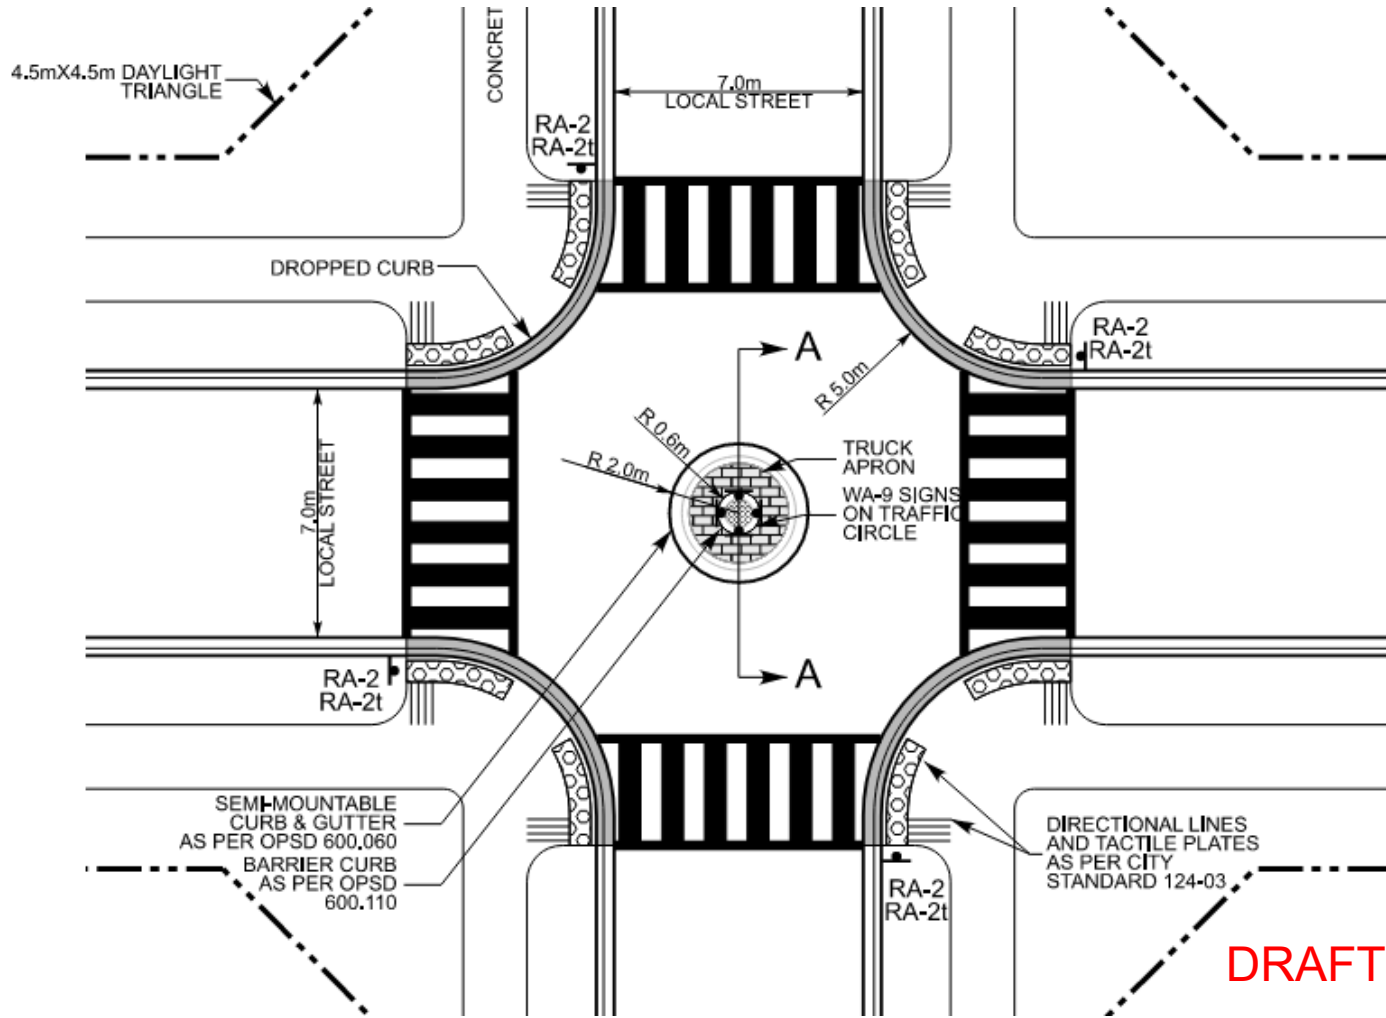 4.5mX4.5m DAYLIGHT
TRIANGLE
CONCRET
7.0m
LOCAL STREET
RA-2
RA-2t
DROPPED CURB
A
RA-2
RA-2t
R 5.0m
R 0.6m
R 2.0m
TRUCK
APRON
WA-9 SIGNS
ON TRAFFIC
CIRCLE
7.0m
LOCAL STREET
A
RA-2
RA-2t
SEMI-MOUNTABLE
CURB & GUTTER
AS PER OPSD 600.060
BARRIER CURB
AS PER OPSD
600.110
DIRECTIONAL LINES
AND TACTILE PLATES
AS PER CITY
STANDARD 124-03
RA-2
RA-2t
DRAFT